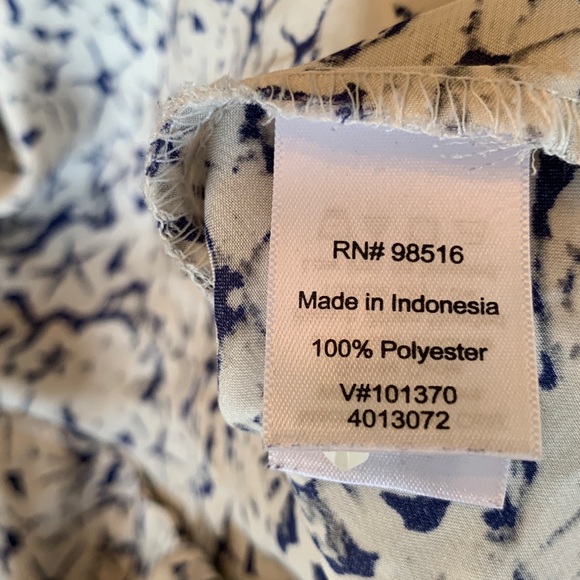 RN# 98516
Made in Indonesia
100% Polyester
V#101370
4013072